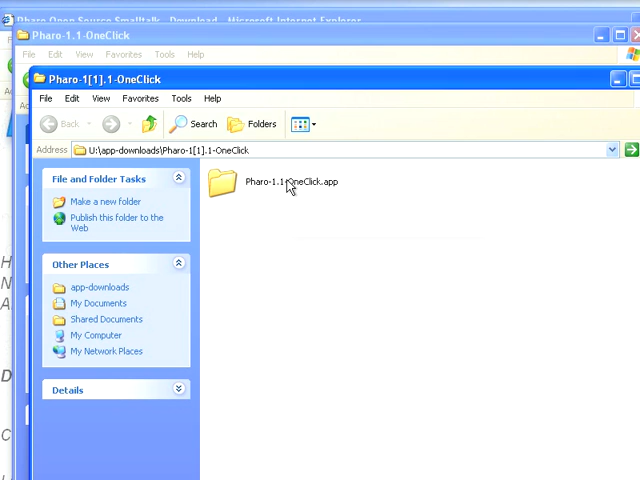 Pharo Open Source Smalltalk - Download - Microsoft Internet Explorer
Pharo-1.1-OneClick
File Edit View Favorites Tools Help
Pharo-1[1].1-OneClick
File Edit View Favorites Tools Help
Back Search Folders
Address U:\app-downloads\Pharo-1[1].1-OneClick
File and Folder Tasks
Make a new folder
Publish this folder to the
Web
Pharo-1.1-OneClick.app
Other Places
app-downloads
My Documents
Shared Documents
My Computer
My Network Places
Details